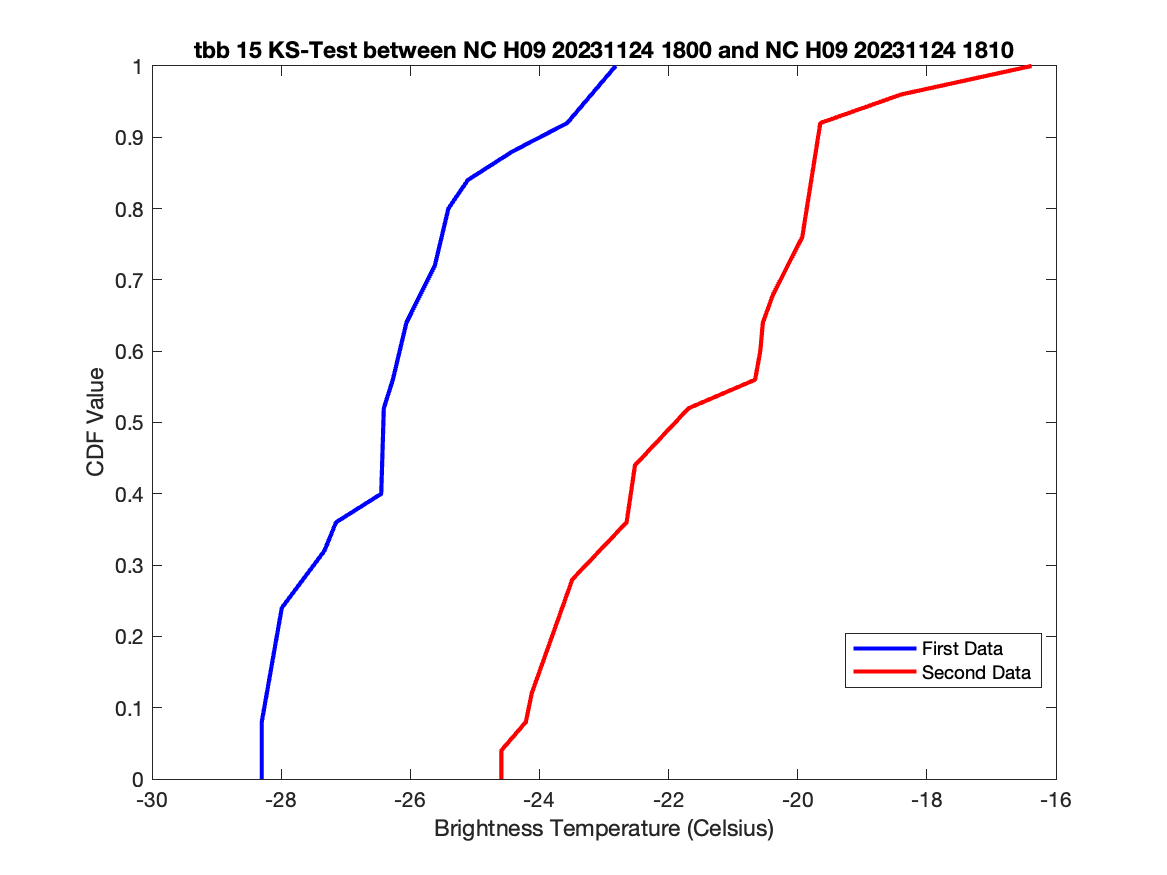 tbb 15 KS-Test between NC H09 20231124 1800 and NC H09 20231124 1810
1
0.9
0.8
0.7
0.6
0.5
0.4
0.3
0.2
0.1
0
CDF Value
First Data
Second Data
-30 -28 -26 -24 -22 -20 -18 -16
Brightness Temperature (Celsius)